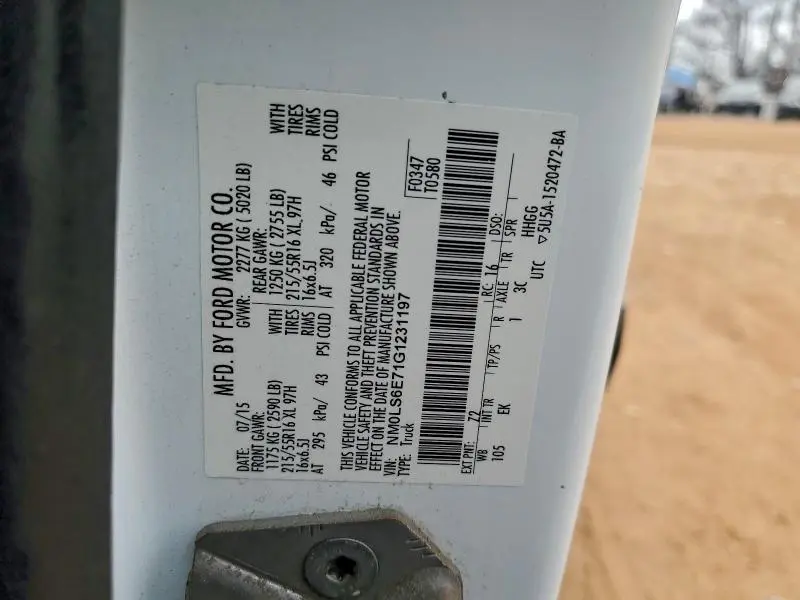 MFD. BY FORD MOTOR CO.
DATE: 07/15 GVWR: 2277 KG ( 5020 LB)
FRONT GAWR: REAR GAWR:
1175 KG ( 2590 LB) WITH 1250 KG ( 2755 LB) WITH
215/55R16 XL 97H TIRES 215/55R16 XL 97H TIRES
16x6.5J RIMS 16x6.5J RIMS
AT 295 kPa/ 43 PSI COLD AT 320 kPa/ 46 PSI COLD
THIS VEHICLE CONFORMS TO ALL APPLICABLE FEDERAL MOTOR
VEHICLE SAFETY AND THEFT PREVENTION STANDARDS IN
EFFECT ON THE DATE OF MANUFACTURE SHOWN ABOVE.
VIN: NM0LS6E71G1231197
TYPE: Truck
F0347
T0580
EXT PNT: Z2 RC: 16 DSO:
WB INT TR TP/PS R AXLE TR SPR
105 EK 1 3C HHGG
UTC ▽5U5A-1520472-BA